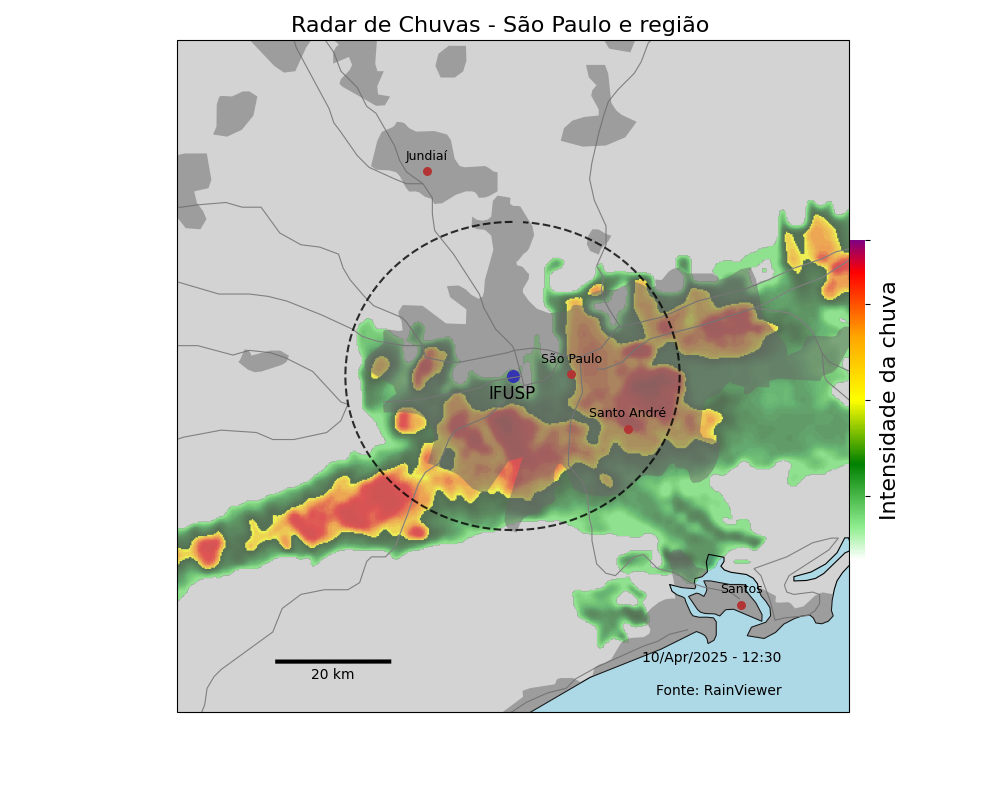 Radar de Chuvas - São Paulo e região
Jundiaí
São Paulo
IFUSP
Santo André
Intensidade da chuva
Santos
20 km
10/Apr/2025 - 12:30
Fonte: RainViewer